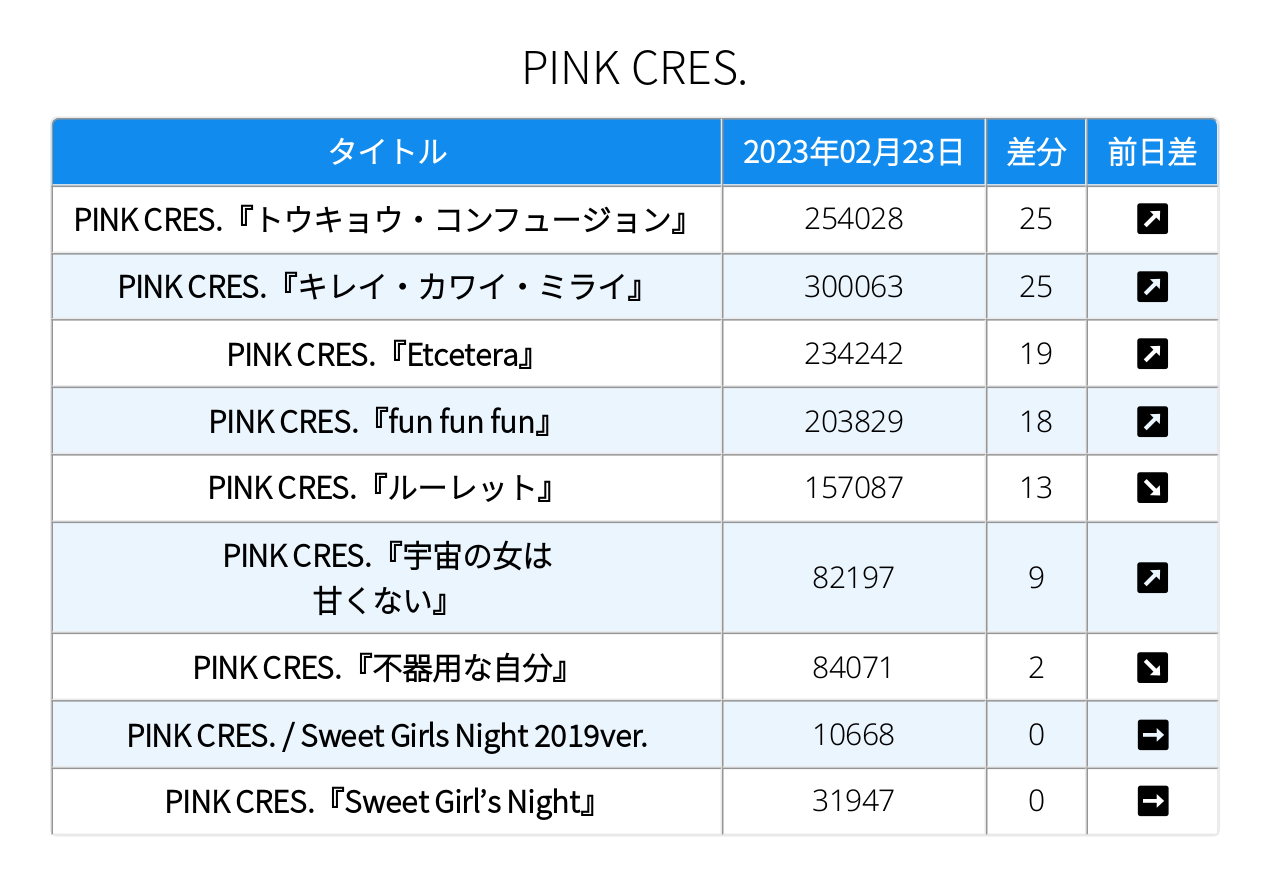 PINK CRES.
タイトル 2023年02月23日 差分 前日差
PINK CRES.『トウキョウ・コンフュージョン』 254028 25 ↗
PINK CRES.『キレイ・カワイ・ミライ』 300063 25 ↗
PINK CRES.『Etcetera』 234242 19 ↗
PINK CRES.『fun fun fun』 203829 18 ↗
PINK CRES.『ルーレット』 157087 13 ↘
PINK CRES.『宇宙の女は
甘くない』 82197 9 ↗
PINK CRES.『不器用な自分』 84071 2 ↘
PINK CRES. / Sweet Girls Night 2019ver. 10668 0 →
PINK CRES.『Sweet Girl’s Night』 31947 0 →